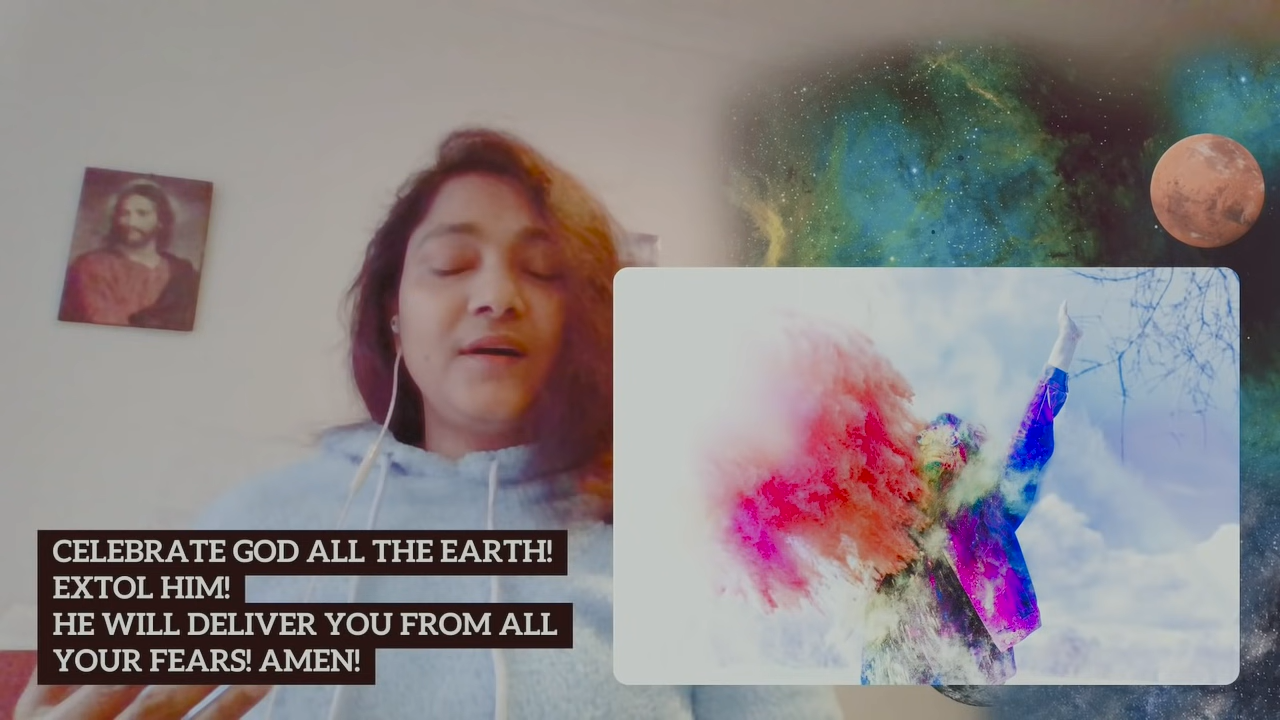 CELEBRATE GOD ALL THE EARTH!
EXTOL HIM!
HE WILL DELIVER YOU FROM ALL
YOUR FEARS! AMEN!